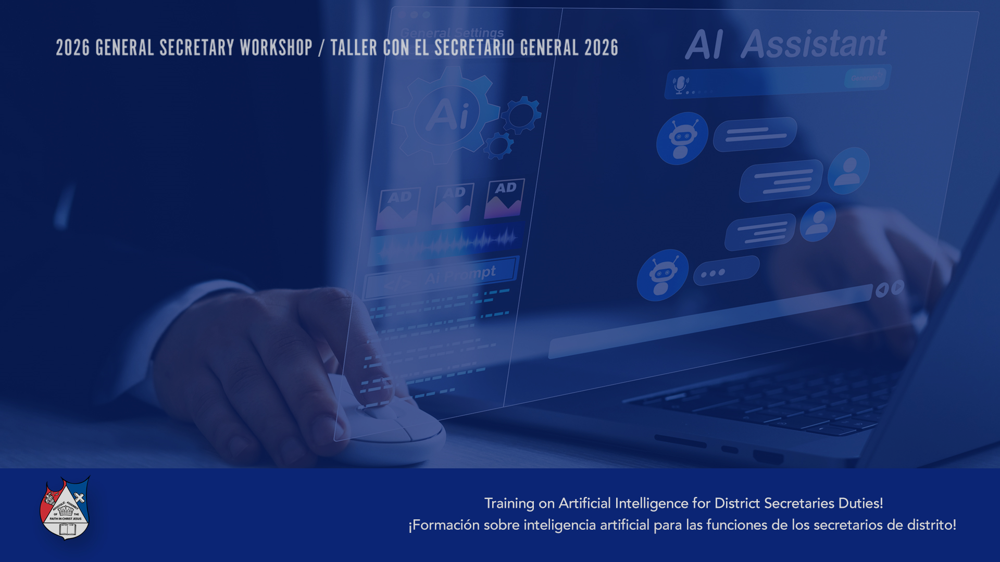 General Settings
2026 GENERAL SECRETARY WORKSHOP / TALLER CON EL SECRETARIO GENERAL 2026
AI Assistant
Generate
Ai
AD AD AD
</> Ai Prompt
APOSTOLIC ASSEMBLY
OF THE
FAITH IN CHRIST JESUS
Training on Artificial Intelligence for District Secretaries Duties!
¡Formación sobre inteligencia artificial para las funciones de los secretarios de distrito!